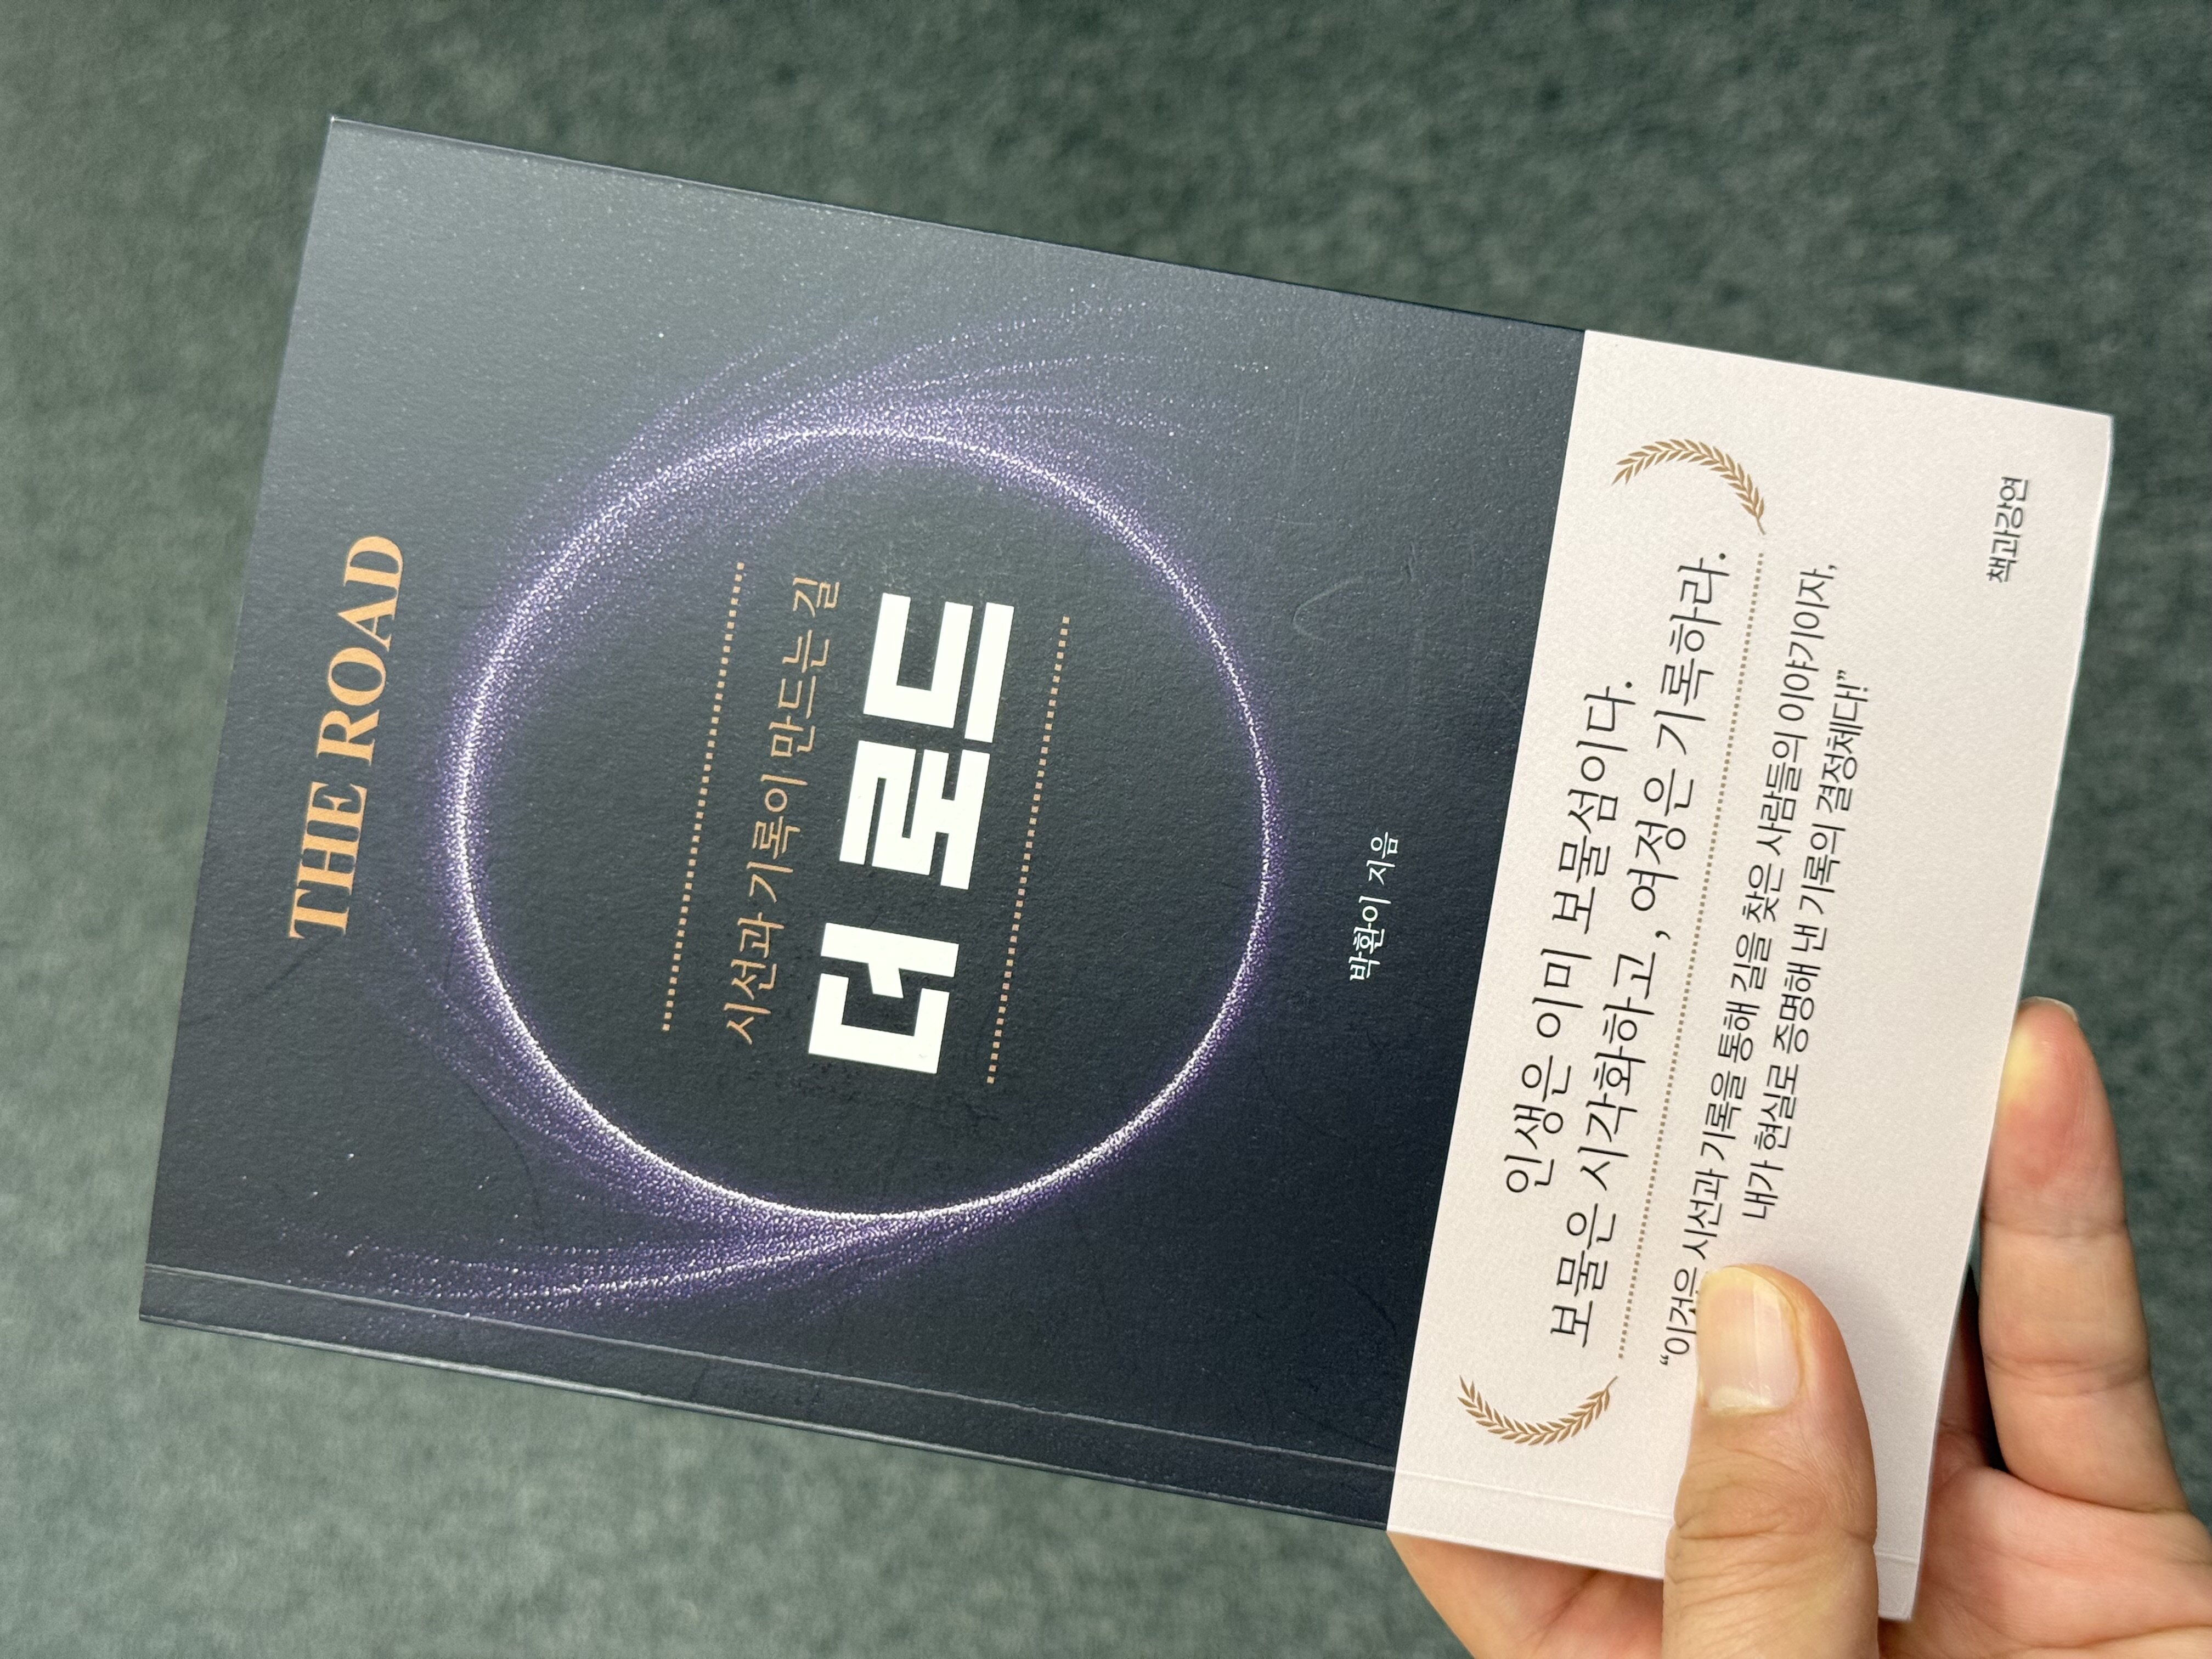 THE ROAD
시선과 기록이 만드는 길
더 로드
박환이 지음
인생은 이미 보물섬이다.
보물은 시각화하고, 여정은 기록하라.
“이것은 시선과 기록을 통해 길을 찾은 사람들의 이야기이자,
내가 현실로 증명해 낸 기록의 결정체다!”
책과강연